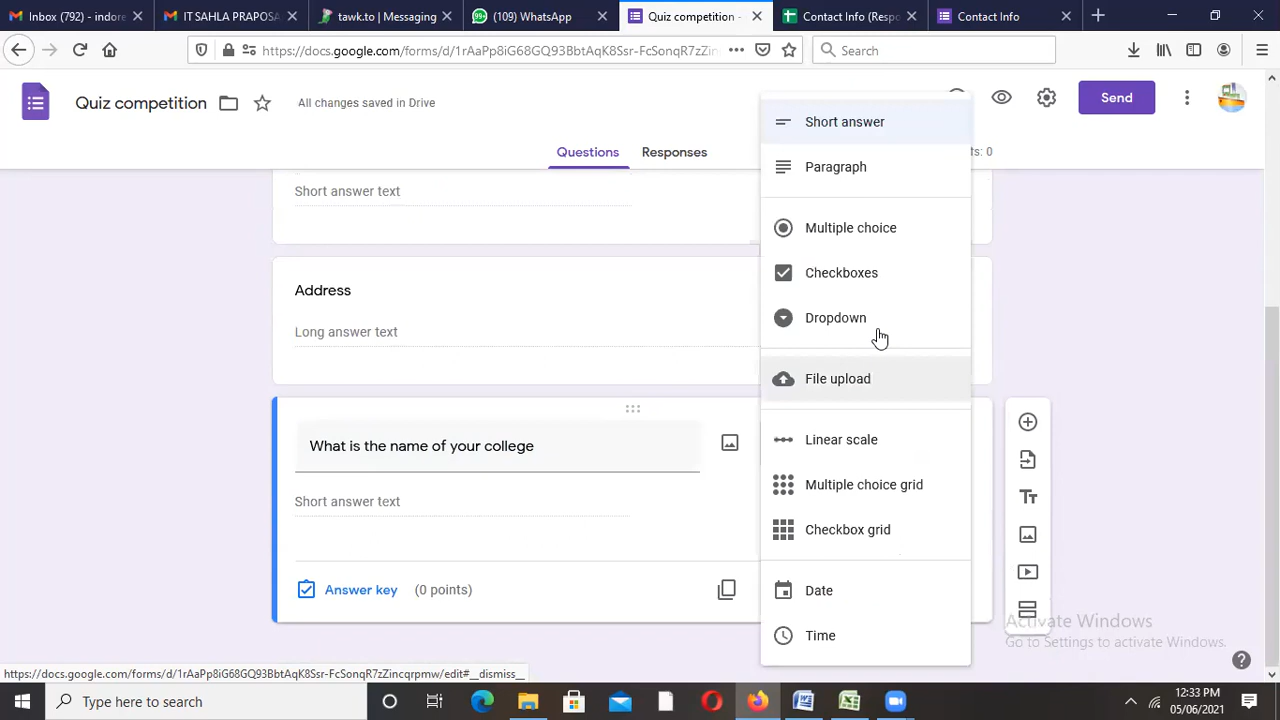 Inbox (792) - indore
IT SAHLA PRAPOSA
tawk.to | Messaging
(109) WhatsApp
Quiz competition -
Contact Info (Respo
Contact Info
https://docs.google.com/forms/d/1rAaPp8iG68GQ93BbtAqK8Ssr-FcSonqR7zZin
Search
Quiz competition
All changes saved in Drive
Send
Questions
Responses
ts: 0
Short answer text
Address
Long answer text
What is the name of your college
Short answer text
Answer key
(0 points)
Short answer
Paragraph
Multiple choice
Checkboxes
Dropdown
File upload
Linear scale
Multiple choice grid
Checkbox grid
Date
Time
Activate Windows
Go to Settings to activate Windows.
https://docs.google.com/forms/d/1rAaPp8iG68GQ93BbtAqK8Ssr-FcSonqR7zZincqrpmw/edit#__dismiss__
Type here to search
12:33 PM
05/06/2021